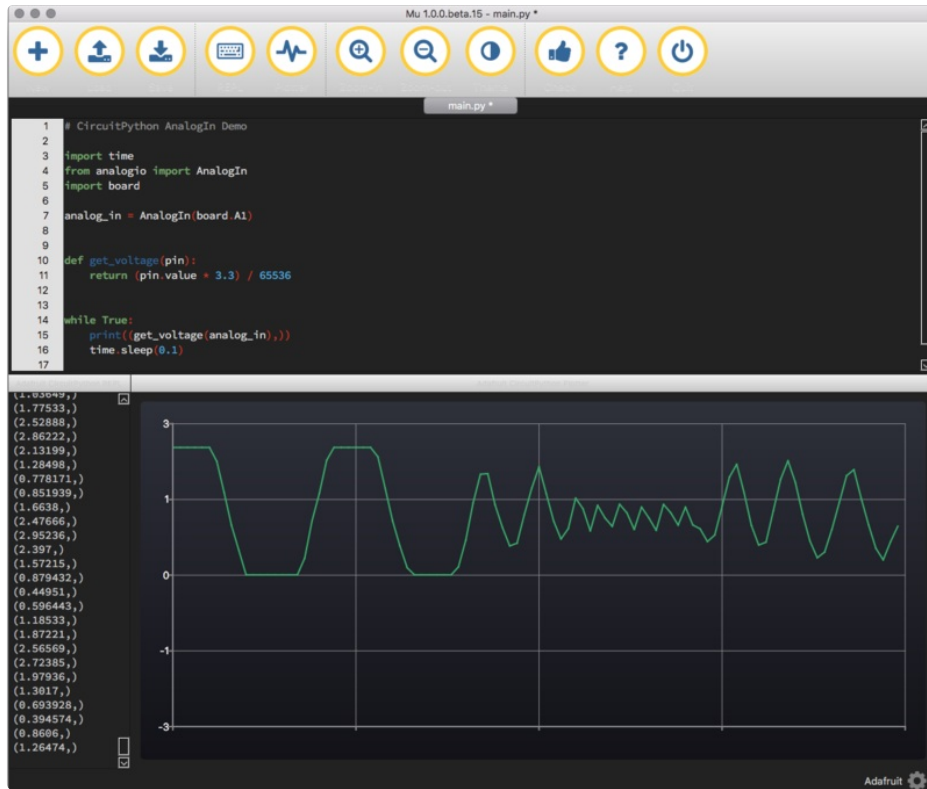 Mu 1.0.0.beta.15 - main.py *
main.py *
1 # CircuitPython AnalogIn Demo
2
3 import time
4 from analogio import AnalogIn
5 import board
6
7 analog_in = AnalogIn(board.A1)
8
9
10 def get_voltage(pin):
11     return (pin.value * 3.3) / 65536
12
13
14 while True:
15     print((get_voltage(analog_in),))
16     time.sleep(0.1)
17
(1.03649,)
(1.77533,)
(2.52888,)
(2.86222,)
(2.13199,)
(1.28498,)
(0.778171,)
(0.851939,)
(1.6638,)
(2.47666,)
(2.95236,)
(2.397,)
(1.57215,)
(0.879432,)
(0.44951,)
(0.596443,)
(1.18533,)
(1.87221,)
(2.56569,)
(2.72385,)
(1.97936,)
(1.3017,)
(0.693928,)
(0.394574,)
(0.8606,)
(1.26474,)
3
1
0
-1
-3
Adafruit